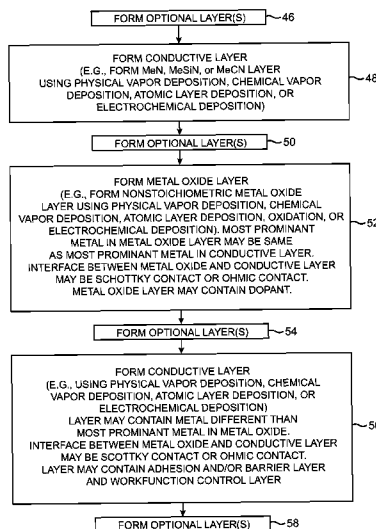 FORM OPTIONAL LAYER(S)
46
FORM CONDUCTIVE LAYER
(E.G., FORM MeN, MeSiN, or MeCN LAYER
USING PHYSICAL VAPOR DEPOSITION, CHEMICAL VAPOR
DEPOSITION, ATOMIC LAYER DEPOSITION, OR
ELECTROCHEMICAL DEPOSITION)
48
FORM OPTIONAL LAYER(S)
50
FORM METAL OXIDE LAYER
(E.G., FORM NONSTOICHIOMETRIC METAL OXIDE
LAYER USING PHYSICAL VAPOR DEPOSITION, CHEMICAL
VAPOR DEPOSITION, ATOMIC LAYER DEPOSITION, OXIDATION, OR
ELECTROCHEMICAL DEPOSITION). MOST PROMINANT
METAL IN METAL OXIDE LAYER MAY BE SAME
AS MOST PROMINANT METAL IN CONDUCTIVE LAYER.
INTERFACE BETWEEN METAL OXIDE AND CONDUCTIVE LAYER
MAY BE SCHOTTKY CONTACT OR OHMIC CONTACT.
METAL OXIDE LAYER MAY CONTAIN DOPANT.
52
FORM OPTIONAL LAYER(S)
54
FORM CONDUCTIVE LAYER
(E.G., USING PHYSICAL VAPOR DEPOSITION, CHEMICAL
VAPOR DEPOSITION, ATOMIC LAYER DEPOSITION, OR
ELECTROCHEMICAL DEPOSITION)
LAYER MAY CONTAIN METAL DIFFERENT THAN
MOST PROMINANT METAL IN METAL OXIDE.
INTERFACE BETWEEN METAL OXIDE AND CONDUCTIVE LAYER
MAY BE SCOTTKY CONTACT OR OHMIC CONTACT.
LAYER MAY CONTAIN ADHESION AND/OR BARRIER LAYER
AND WORKFUNCTION CONTROL LAYER
56
FORM OPTIONAL LAYER(S)
58